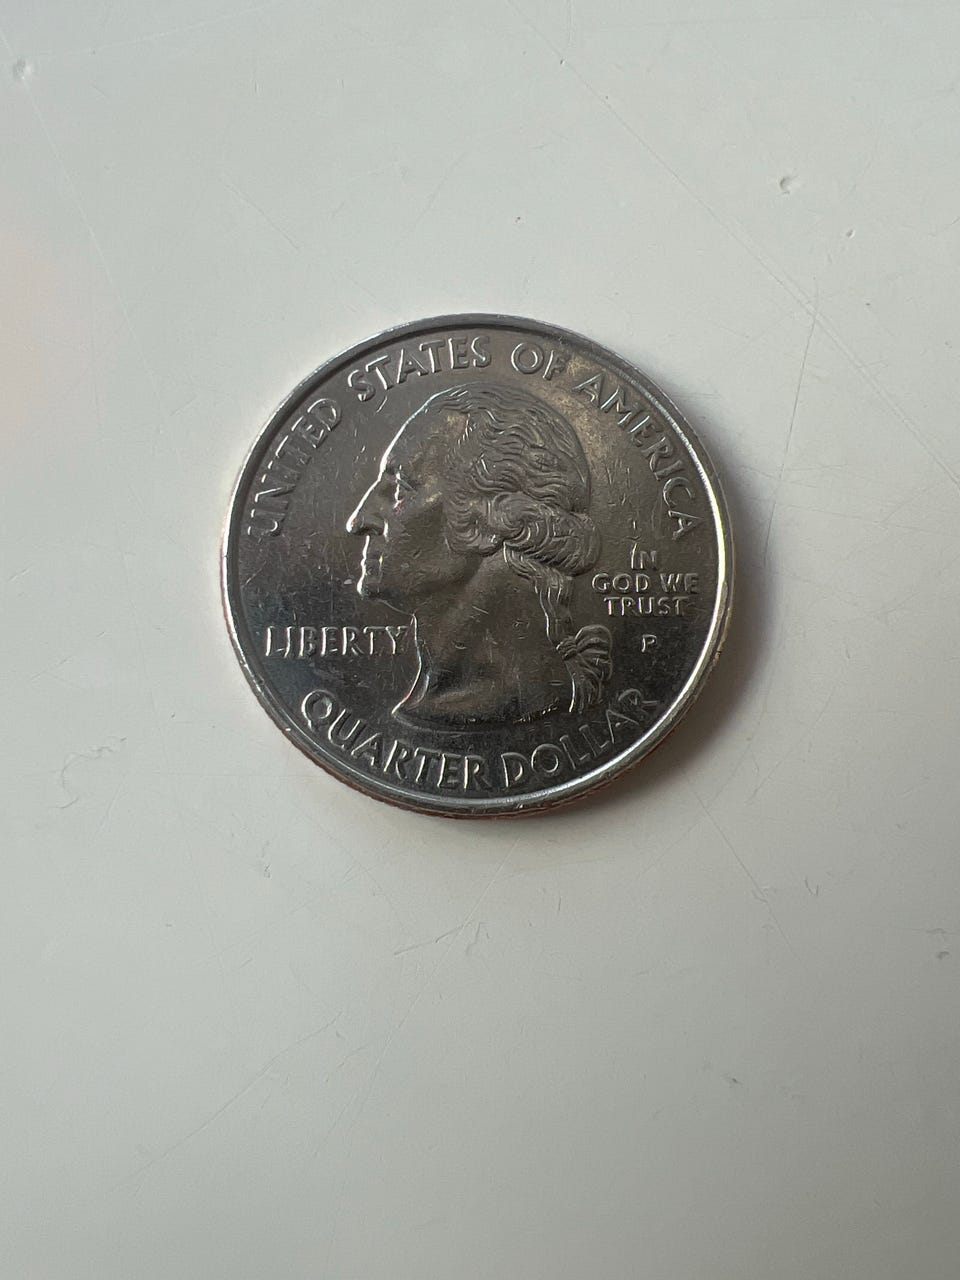 UNITED STATES OF AMERICA
LIBERTY
IN
GOD WE
TRUST
P
QUARTER DOLLAR